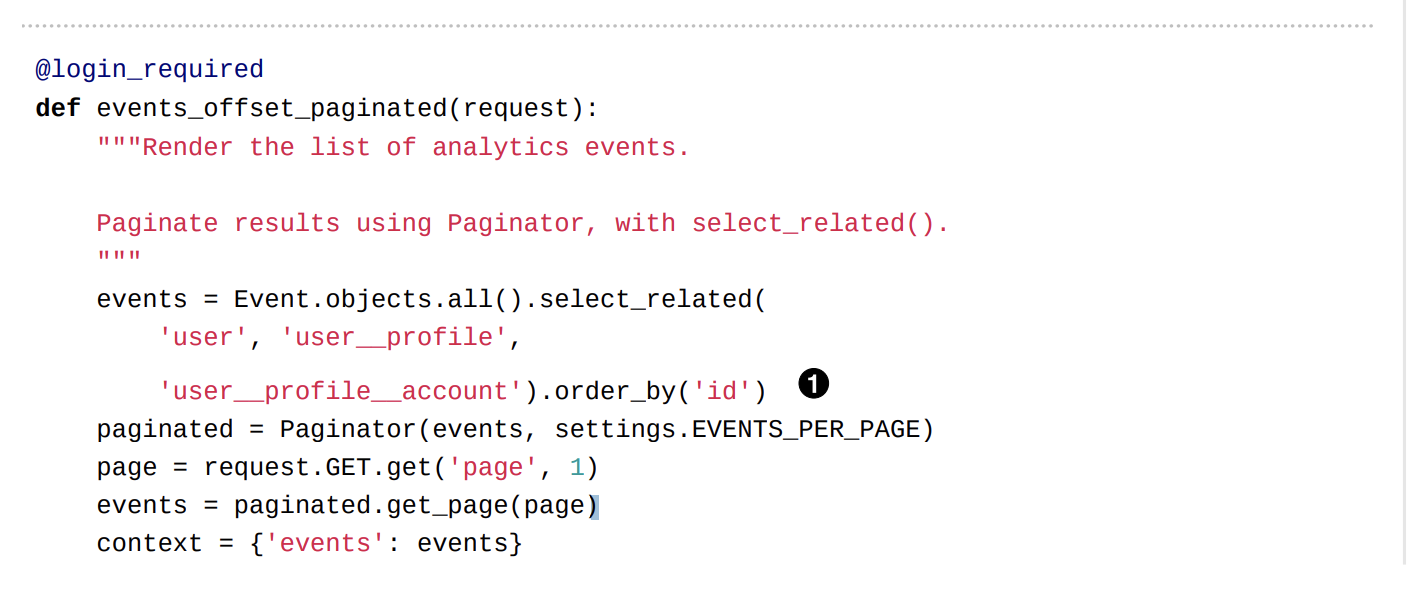 @login_required
def events_offset_paginated(request):
    """Render the list of analytics events.

    Paginate results using Paginator, with select_related().
    """
    events = Event.objects.all().select_related(
        'user', 'user__profile',
        'user__profile__account').order_by('id') ❶
    paginated = Paginator(events, settings.EVENTS_PER_PAGE)
    page = request.GET.get('page', 1)
    events = paginated.get_page(page)
    context = {'events': events}